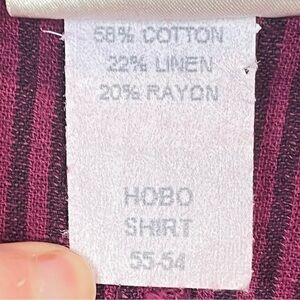 58% COTTON
22% LINEN
20% RAYON
HOBO
SHIRT
55-54